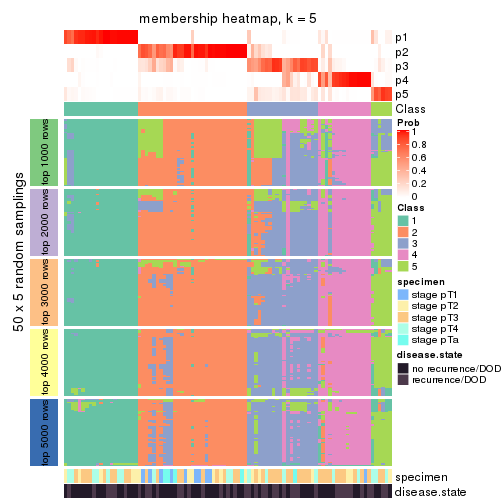 membership heatmap, k = 5
p1
p2
p3
p4
p5
Class
50 x 5 random samplings
top 1000 rows
top 2000 rows
top 3000 rows
top 4000 rows
top 5000 rows
specimen
disease.state
Prob
1
0.8
0.6
0.4
0.2
0
Class
1
2
3
4
5
specimen
stage pT1
stage pT2
stage pT3
stage pT4
stage pTa
disease.state
no recurrence/DOD
recurrence/DOD